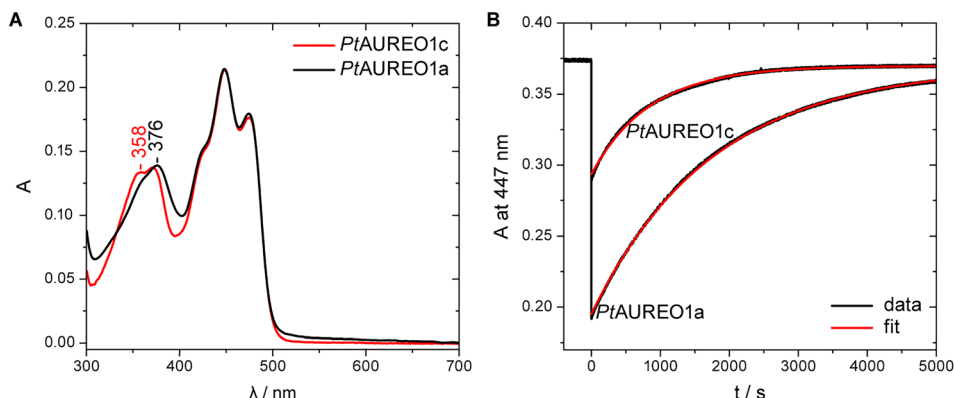 A
0.25
0.20
0.15
0.10
0.05
0.00
A
300
400
500
600
700
λ / nm
PtAUREO1c
PtAUREO1a
358
376
B
0.40
0.35
0.30
0.25
0.20
A at 447 nm
0
1000
2000
3000
4000
5000
t / s
PtAUREO1c
PtAUREO1a
data
fit